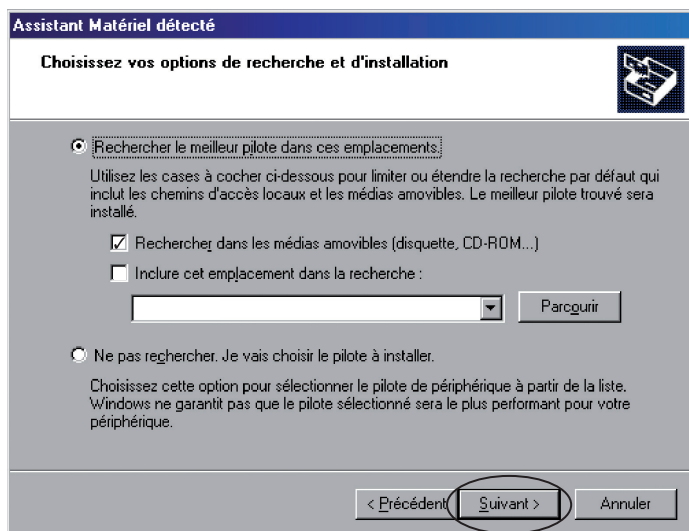 Assistant Matériel détecté
Choisissez vos options de recherche et d'installation
Rechercher le meilleur pilote dans ces emplacements.
Utilisez les cases à cocher ci-dessous pour limiter ou étendre la recherche par défaut qui
inclut les chemins d'accès locaux et les médias amovibles. Le meilleur pilote trouvé sera
installé.
Rechercher dans les médias amovibles (disquette, CD-ROM...)
Inclure cet emplacement dans la recherche :
Parcourir
Ne pas rechercher. Je vais choisir le pilote à installer.
Choisissez cette option pour sélectionner le pilote de périphérique à partir de la liste.
Windows ne garantit pas que le pilote sélectionné sera le plus performant pour votre
périphérique.
< Précédent Suivant > Annuler